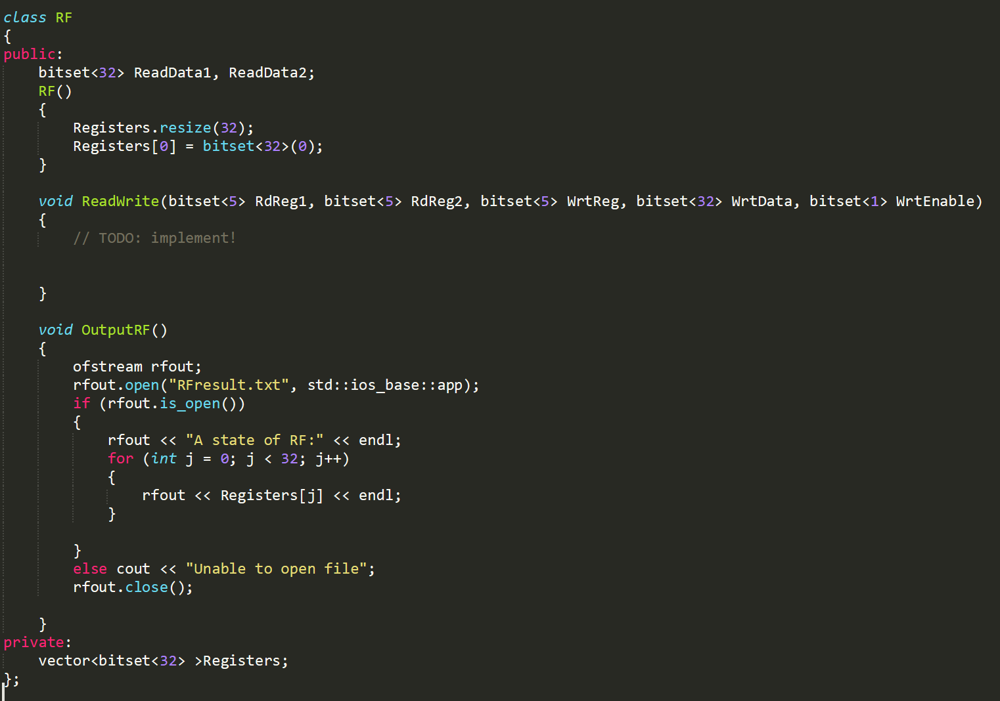 class RF
{
public:
    bitset<32> ReadData1, ReadData2;
    RF()
    {
        Registers.resize(32);
        Registers[0] = bitset<32>(0);
    }
    void ReadWrite(bitset<5> RdReg1, bitset<5> RdReg2, bitset<5> WrtReg, bitset<32> WrtData, bitset<1> WrtEnable)
    {
        // TODO: implement!
    }
    void OutputRF()
    {
        ofstream rfout;
        rfout.open("RFresult.txt", std::ios_base::app);
        if (rfout.is_open())
        {
            rfout << "A state of RF:" << endl;
            for (int j = 0; j < 32; j++)
            {
                rfout << Registers[j] << endl;
            }
        }
        else cout << "Unable to open file";
        rfout.close();
    }
private:
    vector<bitset<32> >Registers;
};